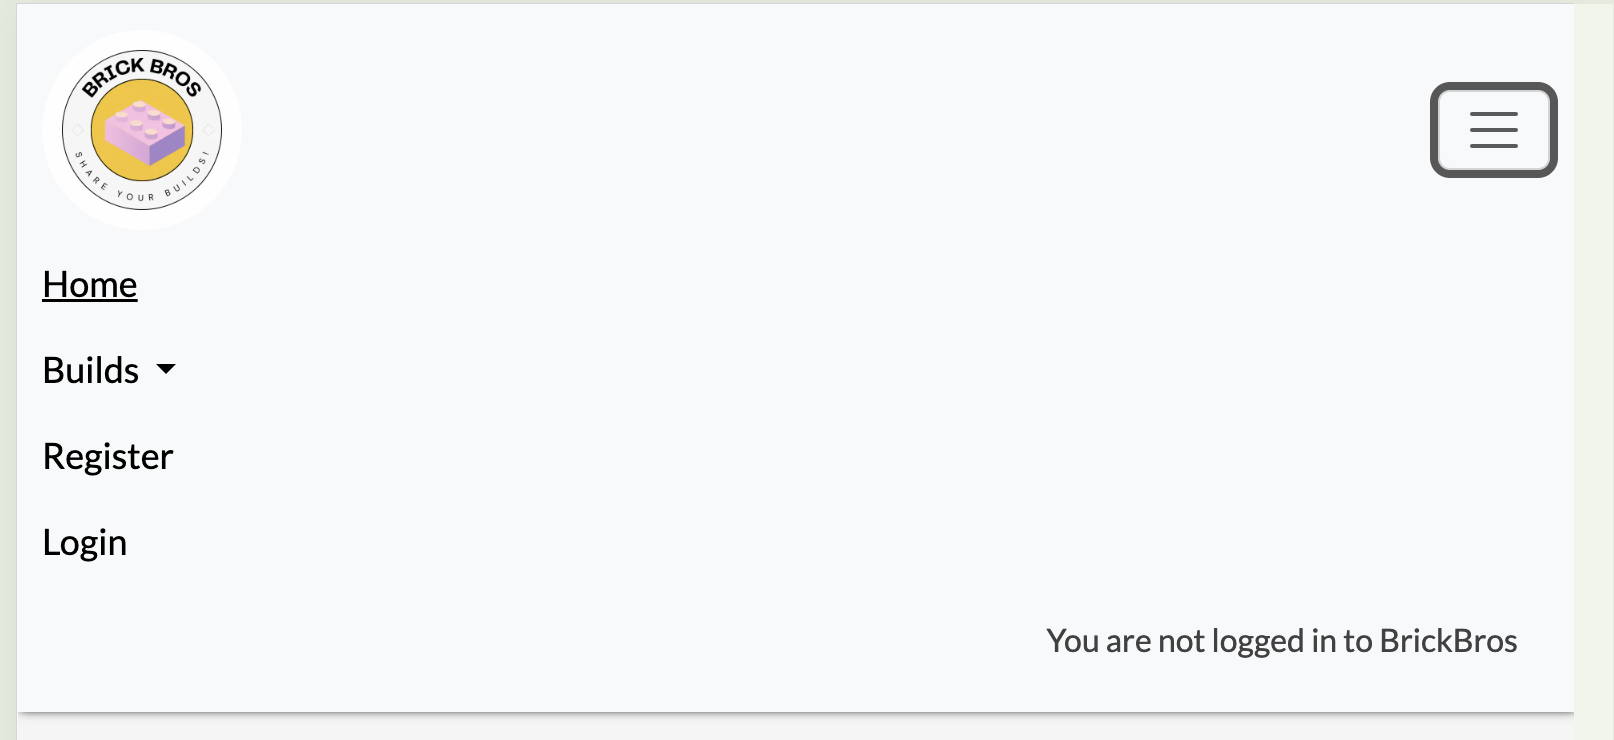 BRICK BROS
SHARE YOUR BUILDS!
Home
Builds
Register
Login
You are not logged in to BrickBros